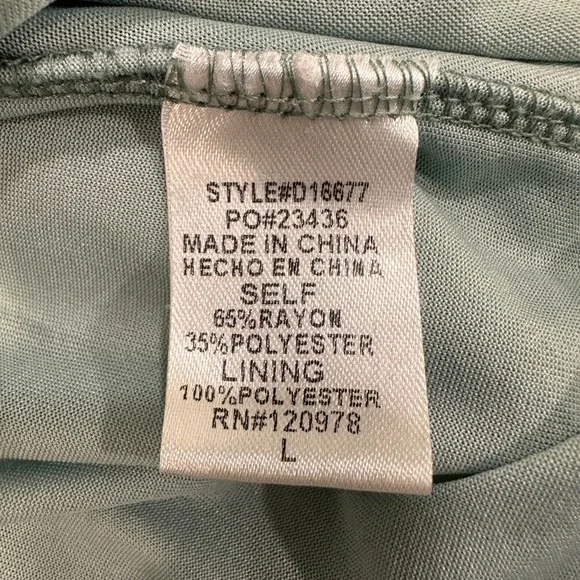 STYLE#D16677
PO#23436
MADE IN CHINA
HECHO EN CHINA
SELF
65%RAYON
35%POLYESTER
LINING
100%POLYESTER
RN#120978
L